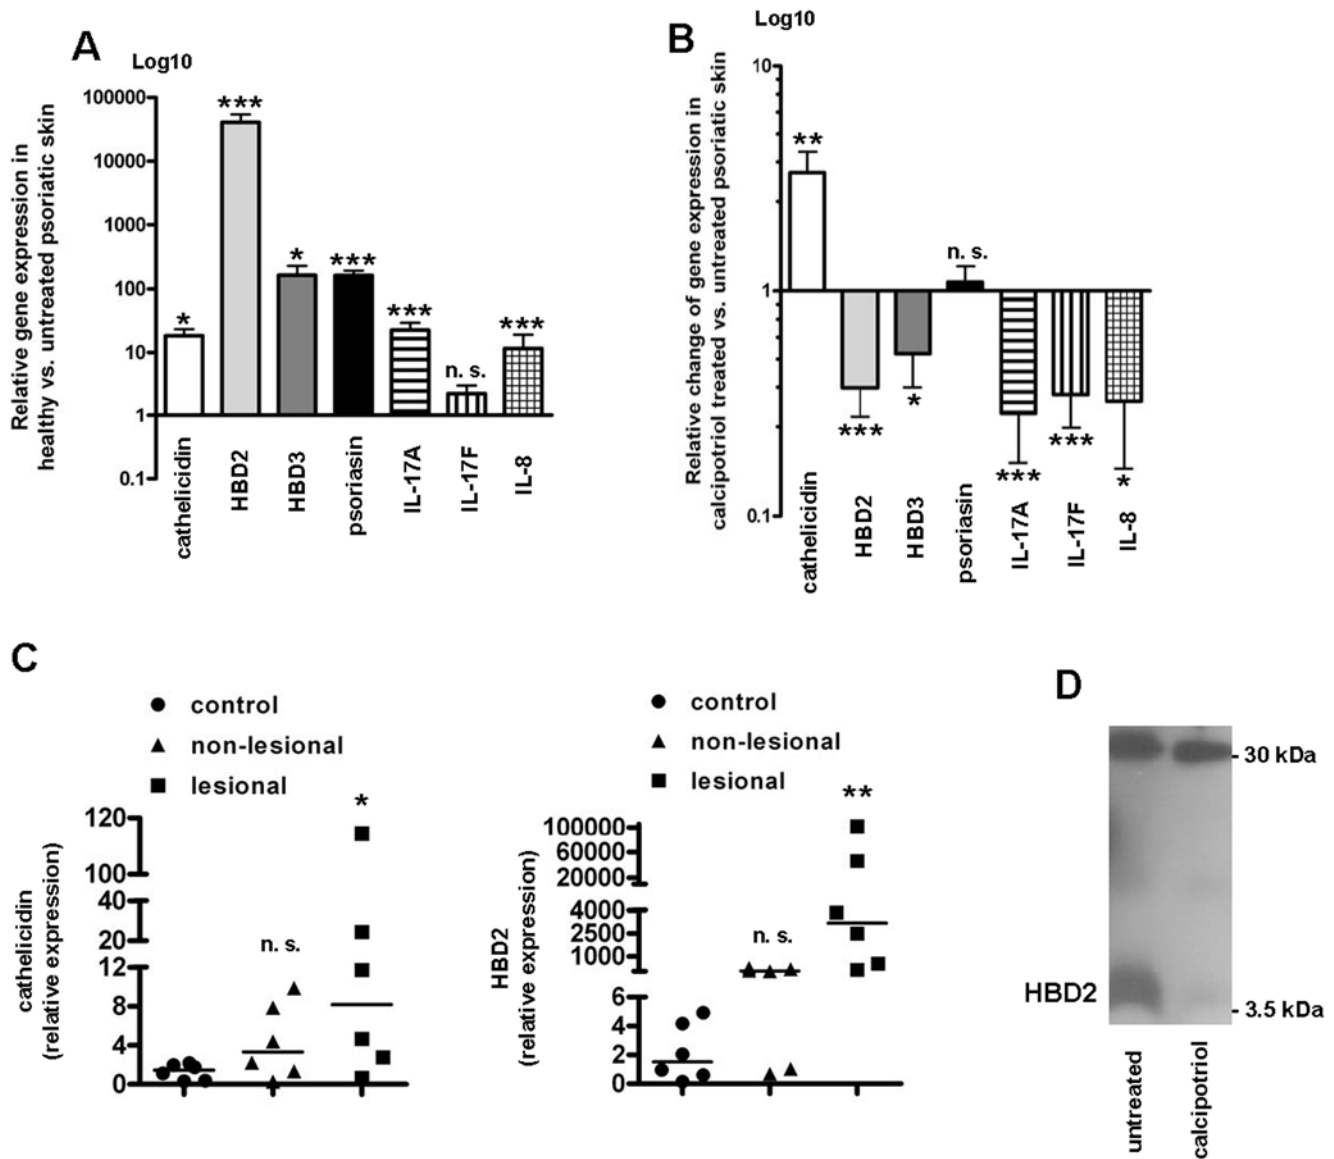 A
Log10
Relative gene expression in
healthy vs. untreated psoriatic skin
100000
10000
1000
100
10
1
0.1
*
***
*
***
***
n. s.
***
cathelicidin
HBD2
HBD3
psoriasin
IL-17A
IL-17F
IL-8
B
Log10
Relative change of gene expression in
calcipotriol treated vs. untreated psoriatic skin
10
1
0.1
**
***
*
n. s.
***
***
*
cathelicidin
HBD2
HBD3
psoriasin
IL-17A
IL-17F
IL-8
C
control
non-lesional
lesional
cathelicidin
(relative expression)
120
100
40
20
12
8
4
0
n. s.
*
control
non-lesional
lesional
HBD2
(relative expression)
100000
60000
20000
4000
2500
1000
6
4
2
0
n. s.
**
D
30 kDa
HBD2
3.5 kDa
untreated
calcipotriol